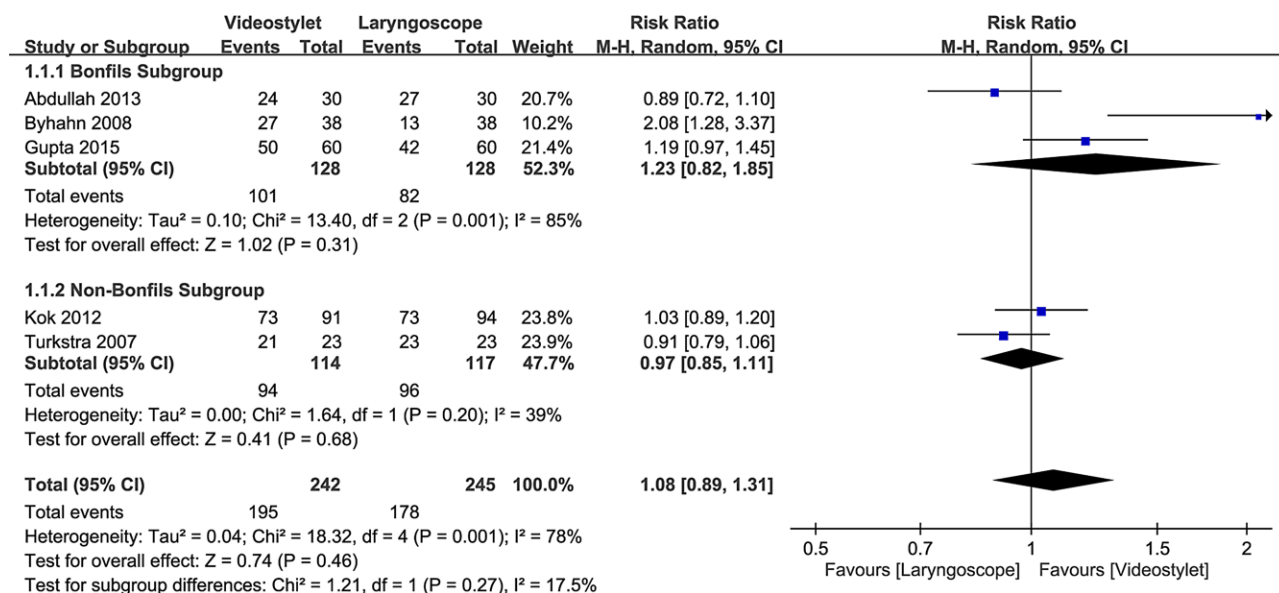 Videostylet Laryngoscope Risk Ratio Risk Ratio
Study or Subgroup Events Total Events Total Weight M-H, Random, 95% CI M-H, Random, 95% CI
1.1.1 Bonfils Subgroup
Abdullah 2013 24 30 27 30 20.7% 0.89 [0.72, 1.10]
Byhahn 2008 27 38 13 38 10.2% 2.08 [1.28, 3.37]
Gupta 2015 50 60 42 60 21.4% 1.19 [0.97, 1.45]
Subtotal (95% CI) 128 128 52.3% 1.23 [0.82, 1.85]
Total events 101 82
Heterogeneity: Tau² = 0.10; Chi² = 13.40, df = 2 (P = 0.001); I² = 85%
Test for overall effect: Z = 1.02 (P = 0.31)
1.1.2 Non-Bonfils Subgroup
Kok 2012 73 91 73 94 23.8% 1.03 [0.89, 1.20]
Turkstra 2007 21 23 23 23 23.9% 0.91 [0.79, 1.06]
Subtotal (95% CI) 114 117 47.7% 0.97 [0.85, 1.11]
Total events 94 96
Heterogeneity: Tau² = 0.00; Chi² = 1.64, df = 1 (P = 0.20); I² = 39%
Test for overall effect: Z = 0.41 (P = 0.68)
Total (95% CI) 242 245 100.0% 1.08 [0.89, 1.31]
Total events 195 178
Heterogeneity: Tau² = 0.04; Chi² = 18.32, df = 4 (P = 0.001); I² = 78%
Test for overall effect: Z = 0.74 (P = 0.46)
Test for subgroup differences: Chi² = 1.21, df = 1 (P = 0.27), I² = 17.5%
0.5 0.7 1 1.5 2
Favours [Laryngoscope] Favours [Videostylet]